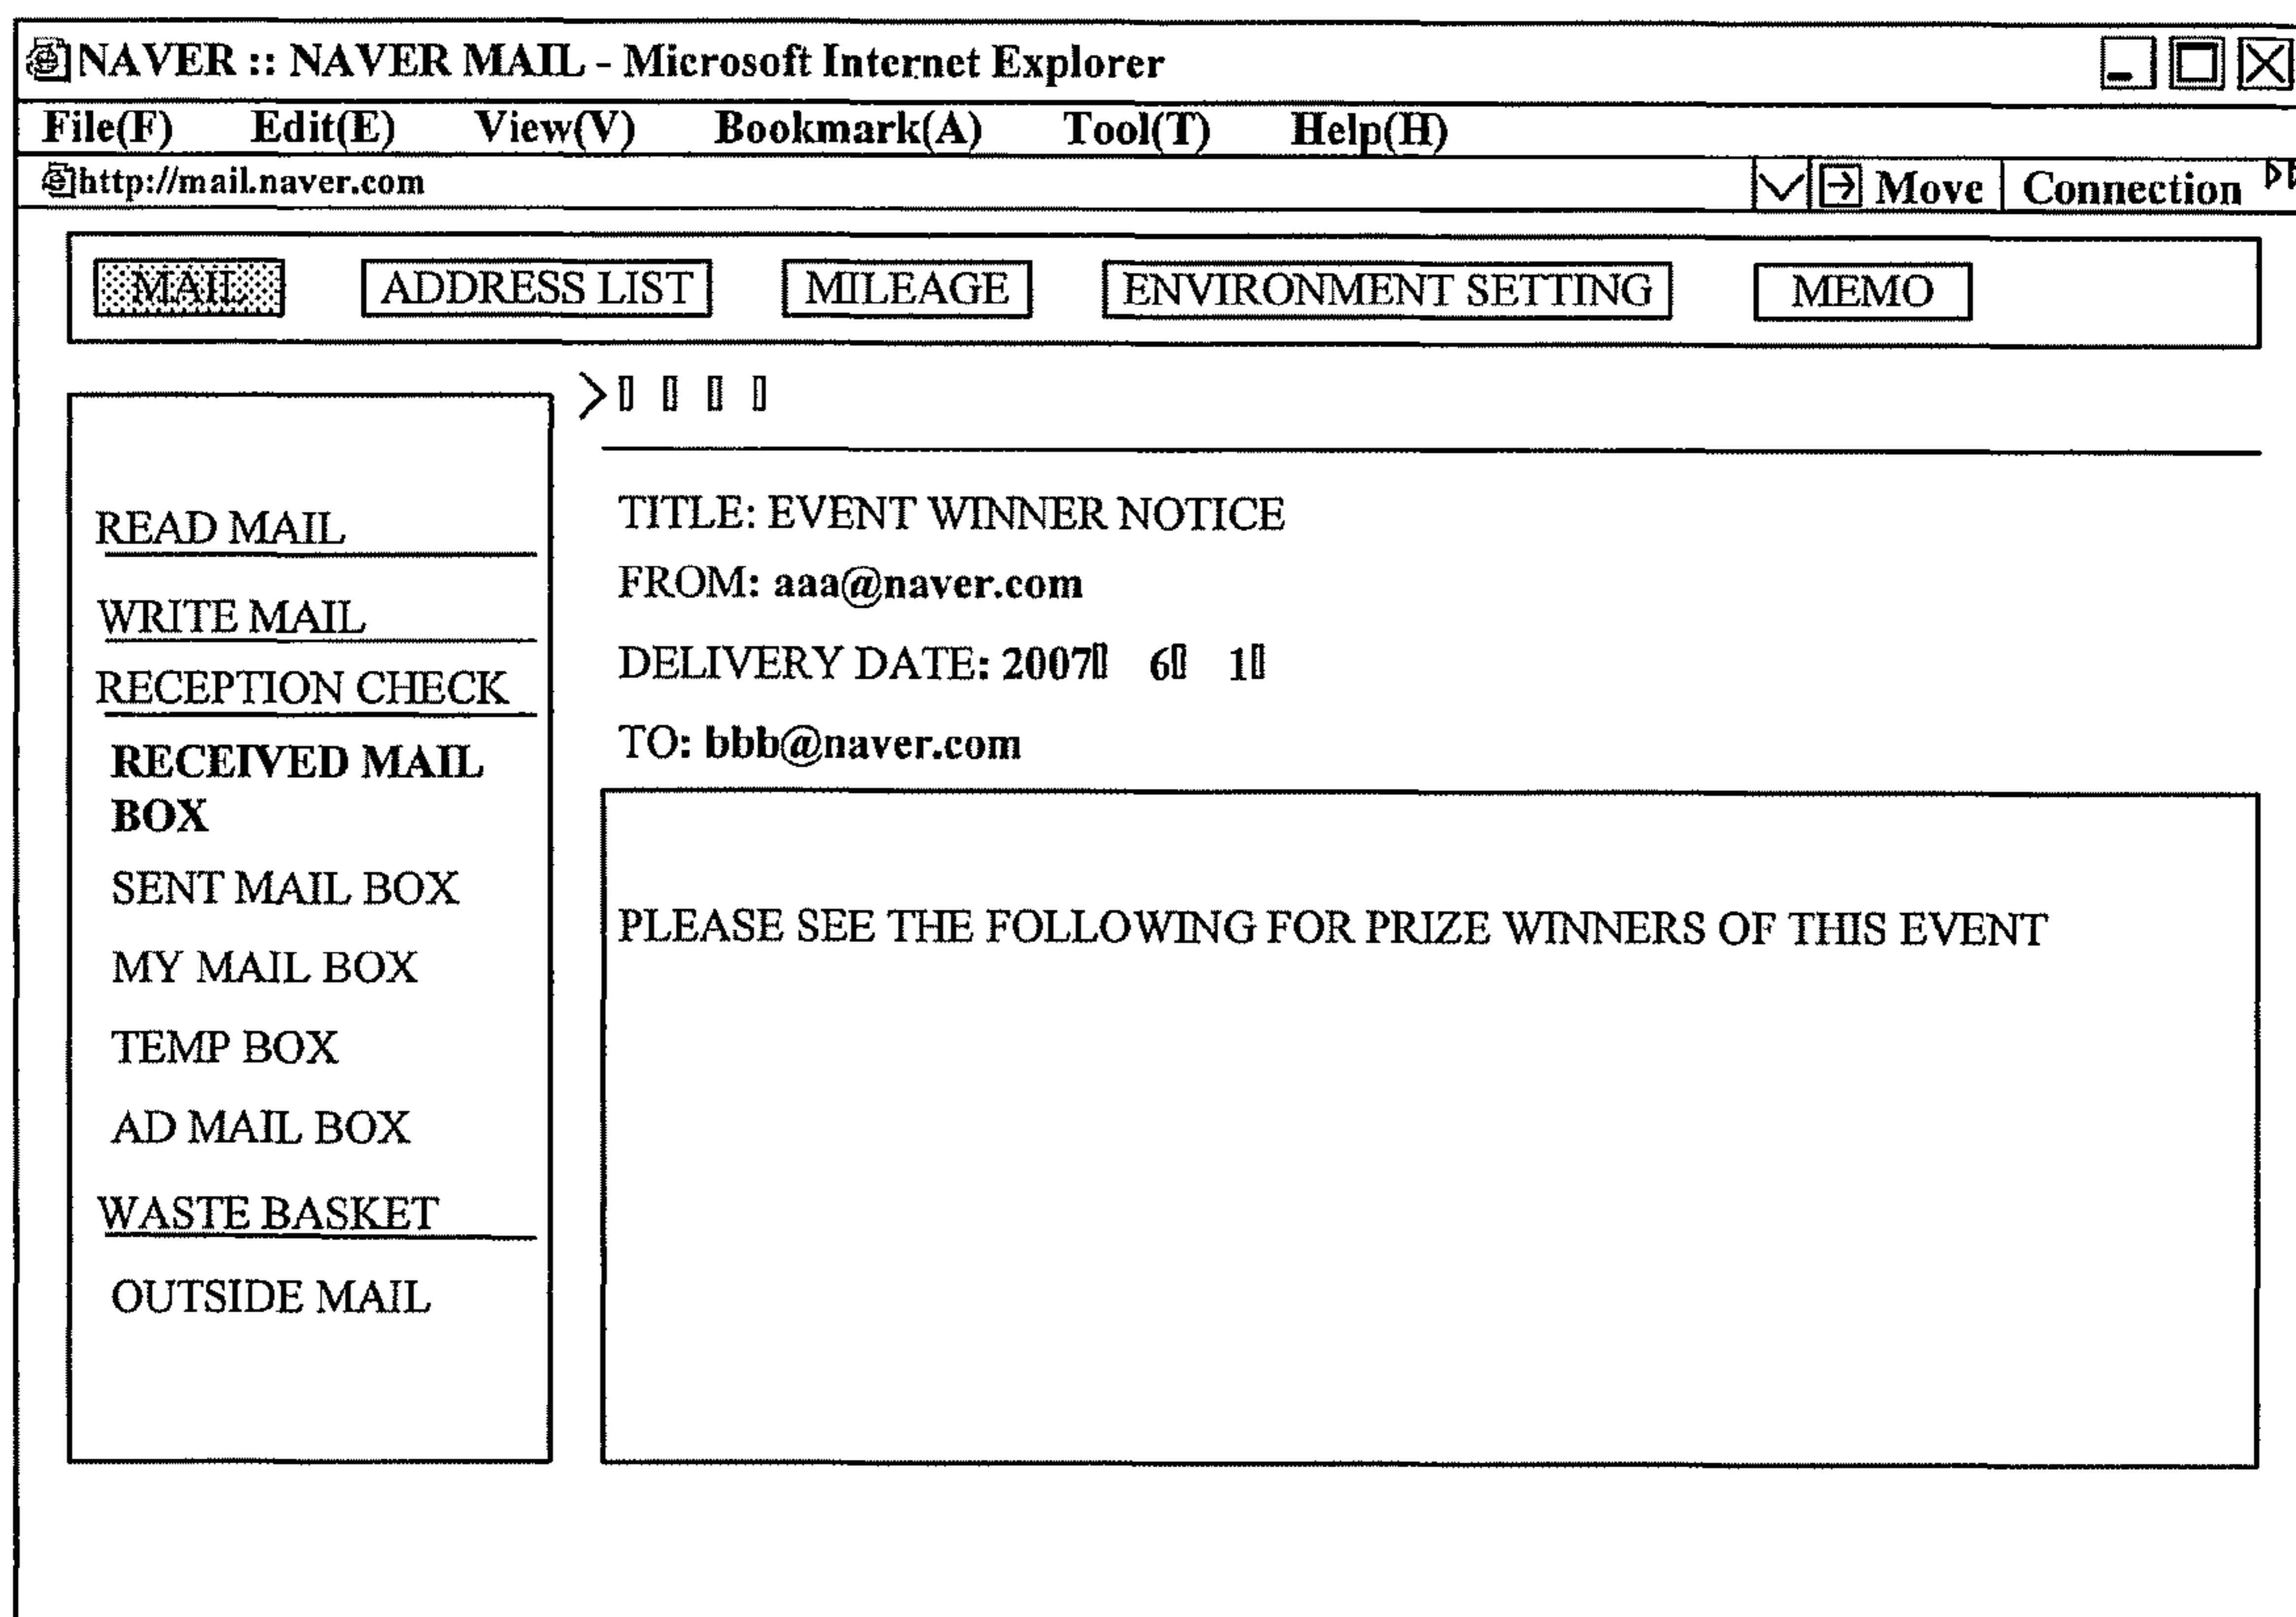 NAVER :: NAVER MAIL - Microsoft Internet Explorer
File(F) Edit(E) View(V) Bookmark(A) Tool(T) Help(H)
http://mail.naver.com Move Connection
MAIL ADDRESS LIST MILEAGE ENVIRONMENT SETTING MEMO
READ MAIL
WRITE MAIL
RECEPTION CHECK
RECEIVED MAIL
BOX
SENT MAIL BOX
MY MAIL BOX
TEMP BOX
AD MAIL BOX
WASTE BASKET
OUTSIDE MAIL
TITLE: EVENT WINNER NOTICE
FROM: aaa@naver.com
DELIVERY DATE: 2007 6 1
TO: bbb@naver.com
PLEASE SEE THE FOLLOWING FOR PRIZE WINNERS OF THIS EVENT